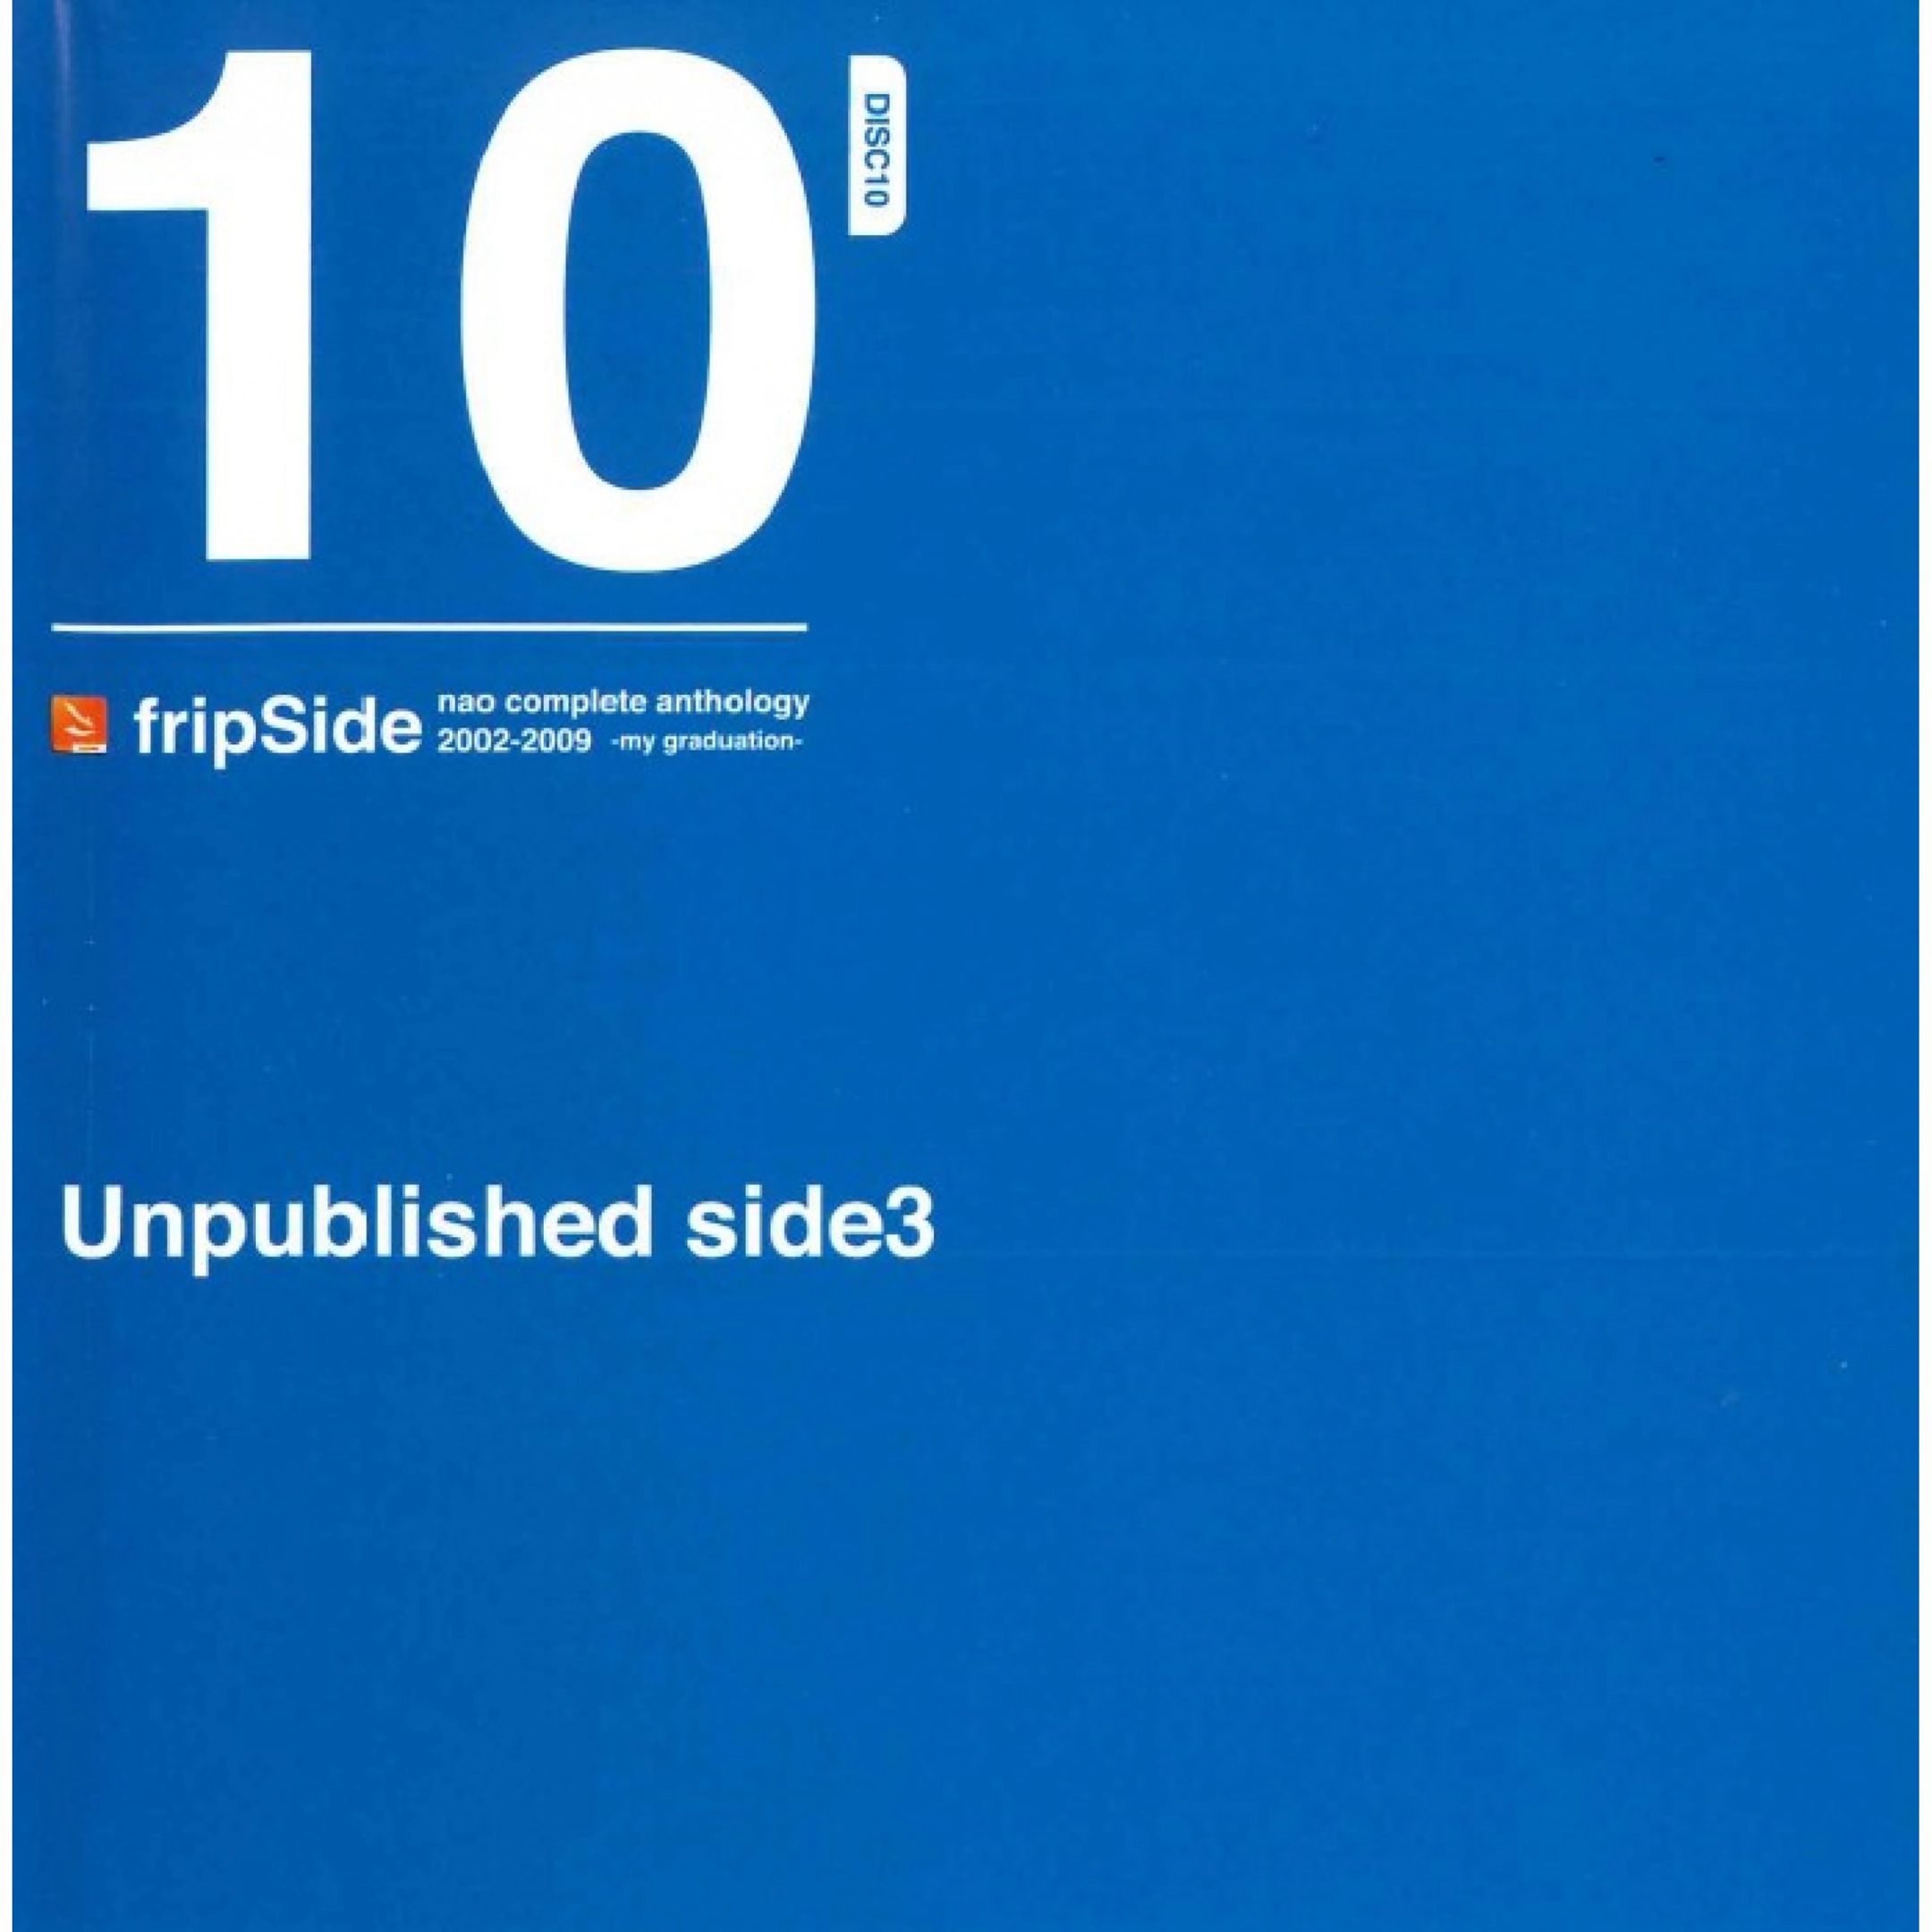 10
DISC10
fripSide
nao complete anthology
2002-2009 -my graduation-
Unpublished side3